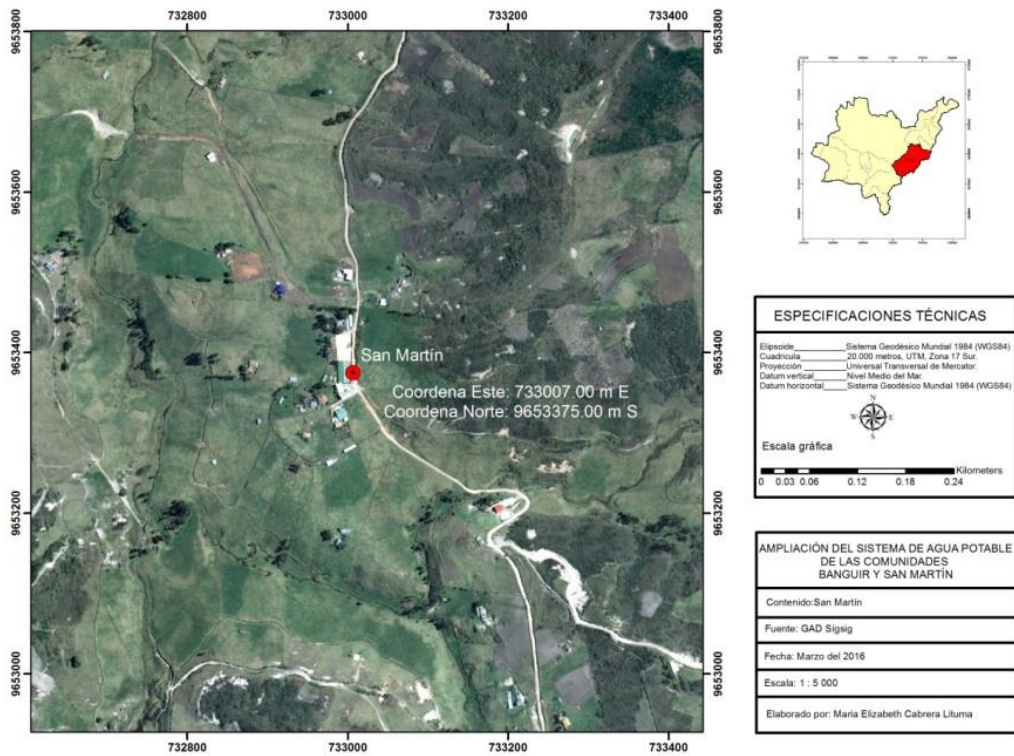 732800 733000 733200 733400
9653800
9653600
9653400
9653200
9653000
9653800
9653600
9653400
9653200
9653000
San Martín
Coordena Este: 733007.00 m E
Coordena Norte: 9653375.00 m S
732800 733000 733200 733400
ESPECIFICACIONES TÉCNICAS
Elipsoide Sistema Geodésico Mundial 1984 (WGS84)
Cuadricula 20.000 metros, UTM, Zona 17 Sur.
Proyección Universal Transversal de Mercator.
Datum vertical Nivel Medio del Mar.
Datum horizontal Sistema Geodésico Mundial 1984 (WGS84)
N
W E
S
Escala gráfica
0 0.03 0.06 0.12 0.18 0.24 Kilometers
AMPLIACIÓN DEL SISTEMA DE AGUA POTABLE
DE LAS COMUNIDADES
BANGUIR Y SAN MARTÍN
Contenido:San Martín
Fuente: GAD Sigsig
Fecha: Marzo del 2016
Escala: 1 : 5 000
Elaborado por: Maria Elizabeth Cabrera Lituma